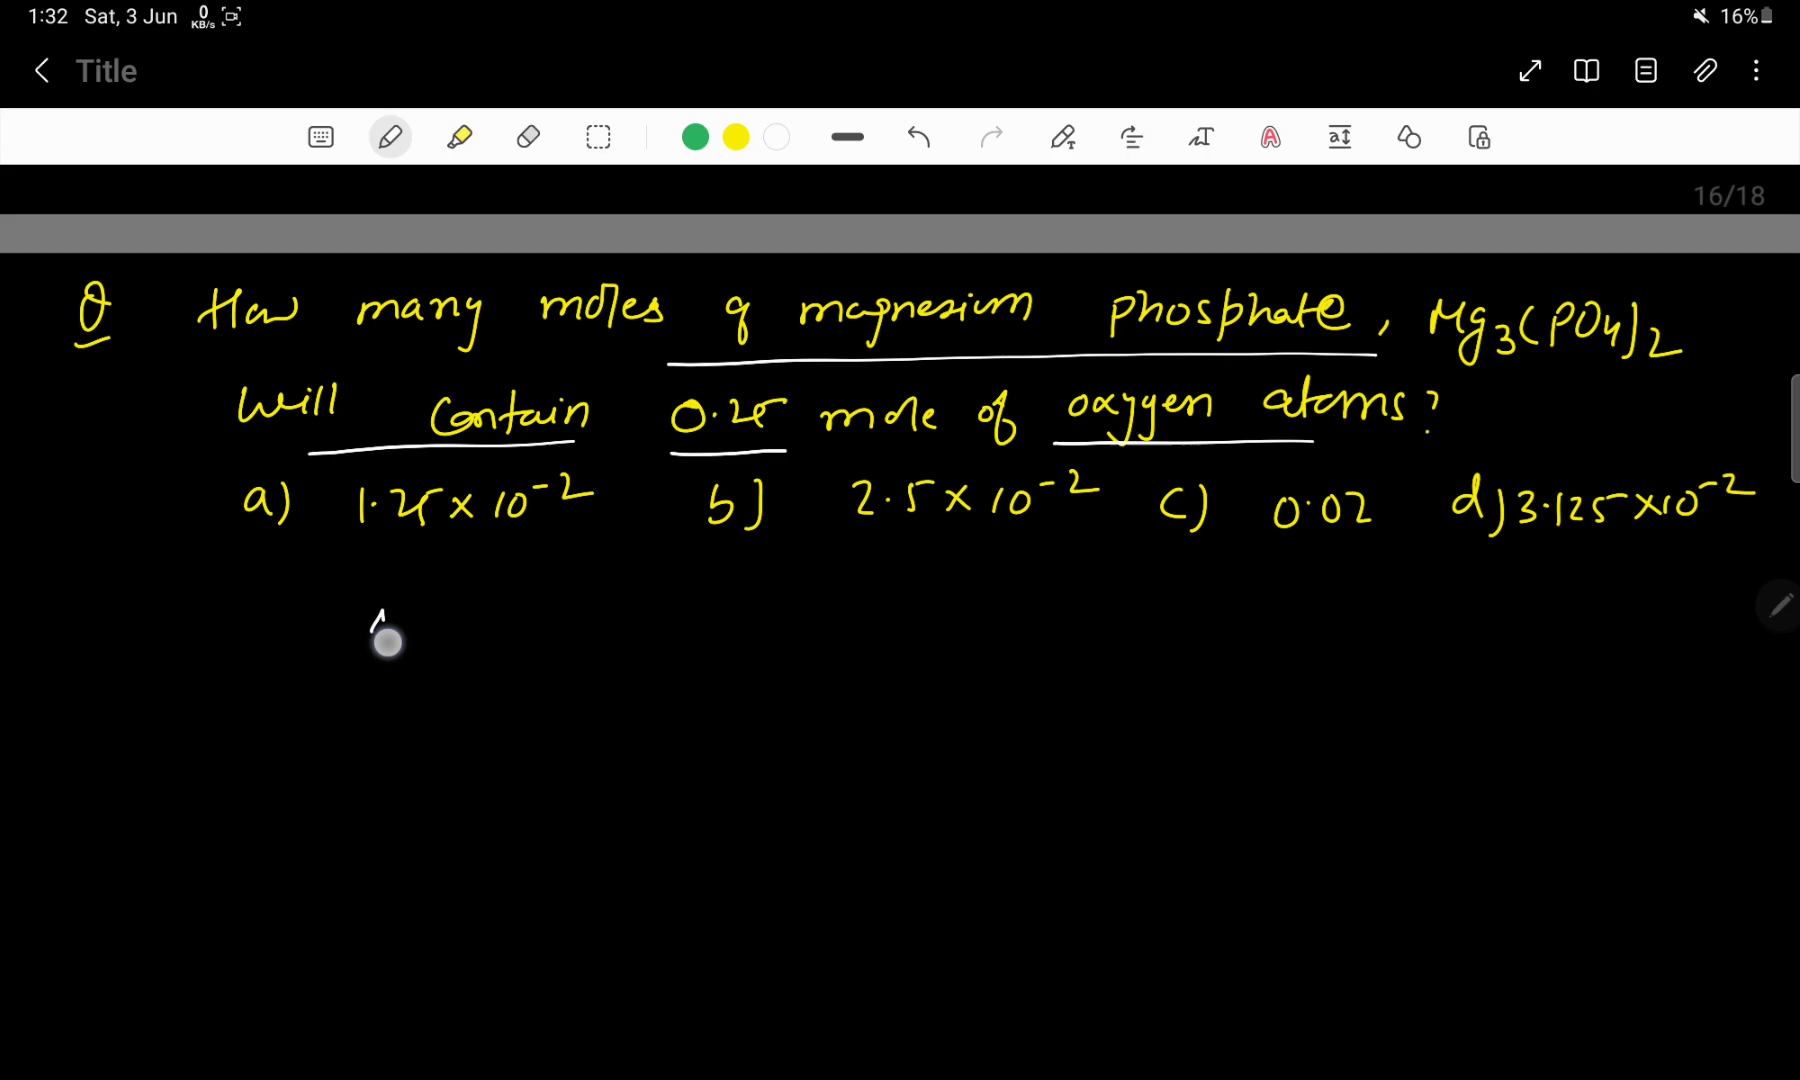 1:32 Sat, 3 Jun 0 KB/s 16%
Title
16/18
Q How many moles of magnesium phosphate, Mg3(PO4)2
Will Contain 0.25 mole of oxygen atoms?
a) 1.25 × 10⁻² b) 2.5 × 10⁻² c) 0.02 d) 3.125 × 10⁻²